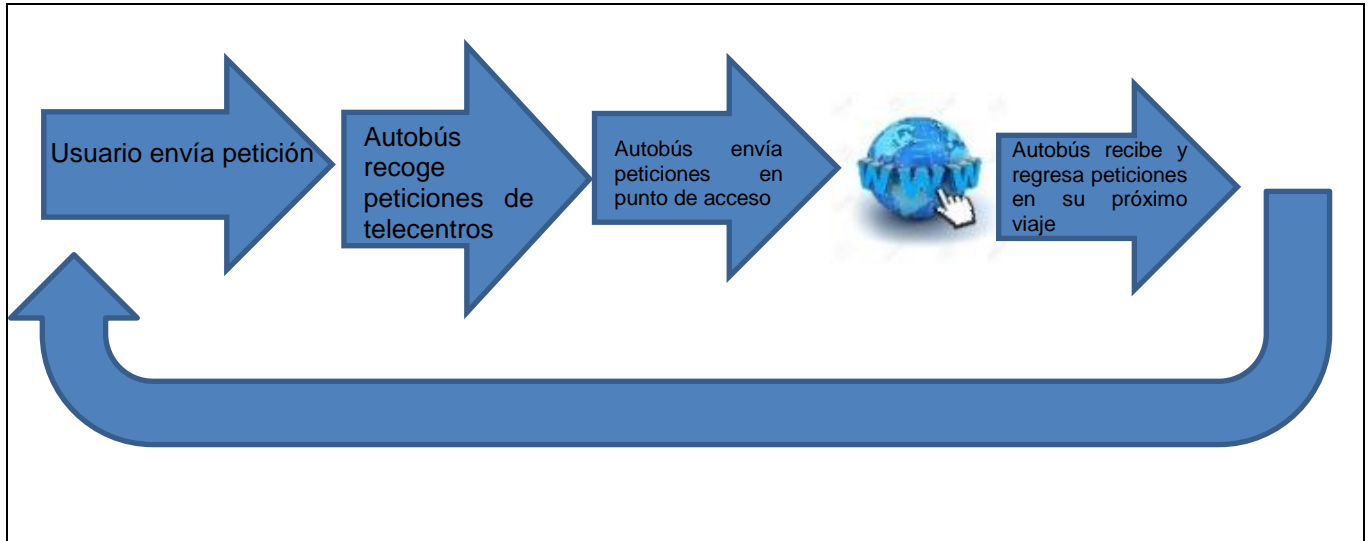 Usuario envía petición
Autobús
recoge
peticiones de
telecentros
Autobús envía
peticiones en
punto de acceso
WWW
Autobús recibe y
regresa peticiones
en su próximo
viaje